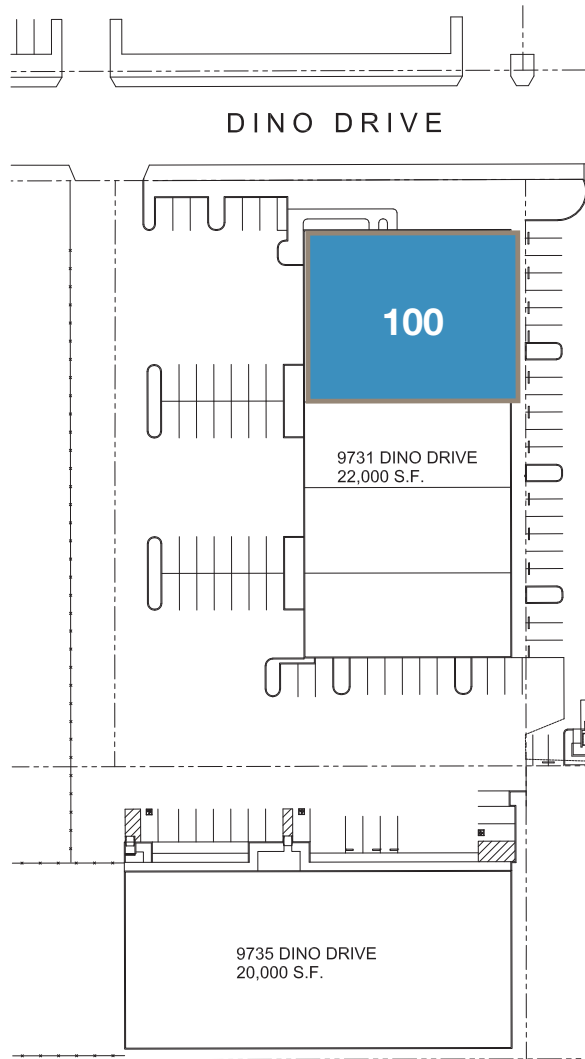 DINO DRIVE
100
9731 DINO DRIVE
22,000 S.F.
9735 DINO DRIVE
20,000 S.F.